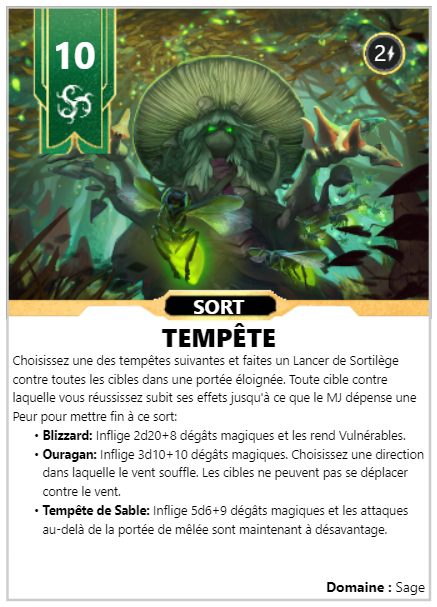 10
2
SORT
TEMPÊTE
Choisissez une des tempêtes suivantes et faites un Lancer de Sortilège
contre toutes les cibles dans une portée éloignée. Toute cible contre
laquelle vous réussissez subit ses effets jusqu'à ce que le MJ dépense une
Peur pour mettre fin à ce sort:
• Blizzard: Inflige 2d20+8 dégâts magiques et les rend Vulnérables.
• Ouragan: Inflige 3d10+10 dégâts magiques. Choisissez une direction
dans laquelle le vent souffle. Les cibles ne peuvent pas se déplacer
contre le vent.
• Tempête de Sable: Inflige 5d6+9 dégâts magiques et les attaques
au-delà de la portée de mêlée sont maintenant à désavantage.
Domaine : Sage